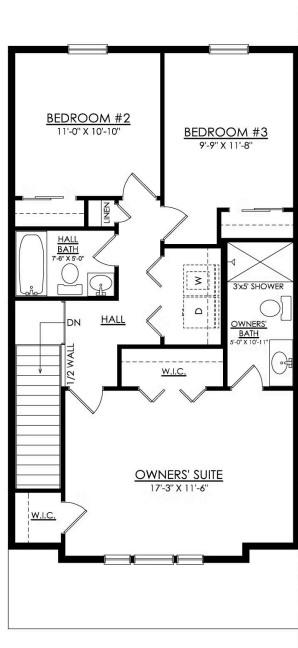 BEDROOM #2
11'-0" X 10'-10"
BEDROOM #3
9'-9" X 11'-8"
LINEN
HALL
BATH
7'-6" X 5'-0"
W
3'x5' SHOWER
DN
HALL
D
OWNERS'
BATH
5'-0" X 10'-11"
1/2 WALL
W.I.C.
OWNERS' SUITE
17'-3" X 11'-6"
W.I.C.